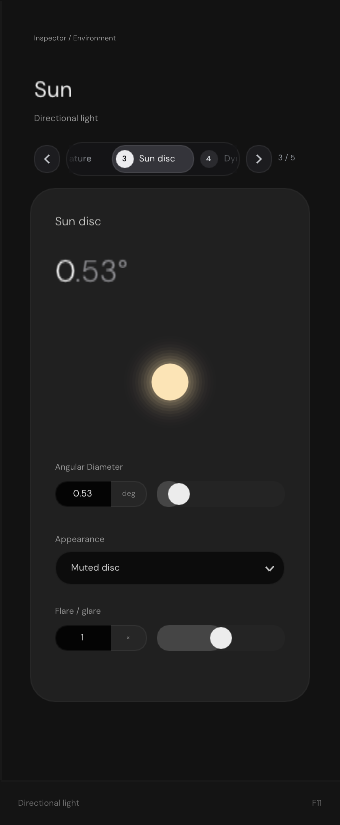 Inspector / Environment
Sun
Directional light
3 Sun disc 4 3 / 5
Sun disc
0.53°
Angular Diameter
0.53 deg
Appearance
Muted disc
Flare / glare
1
Directional light F11